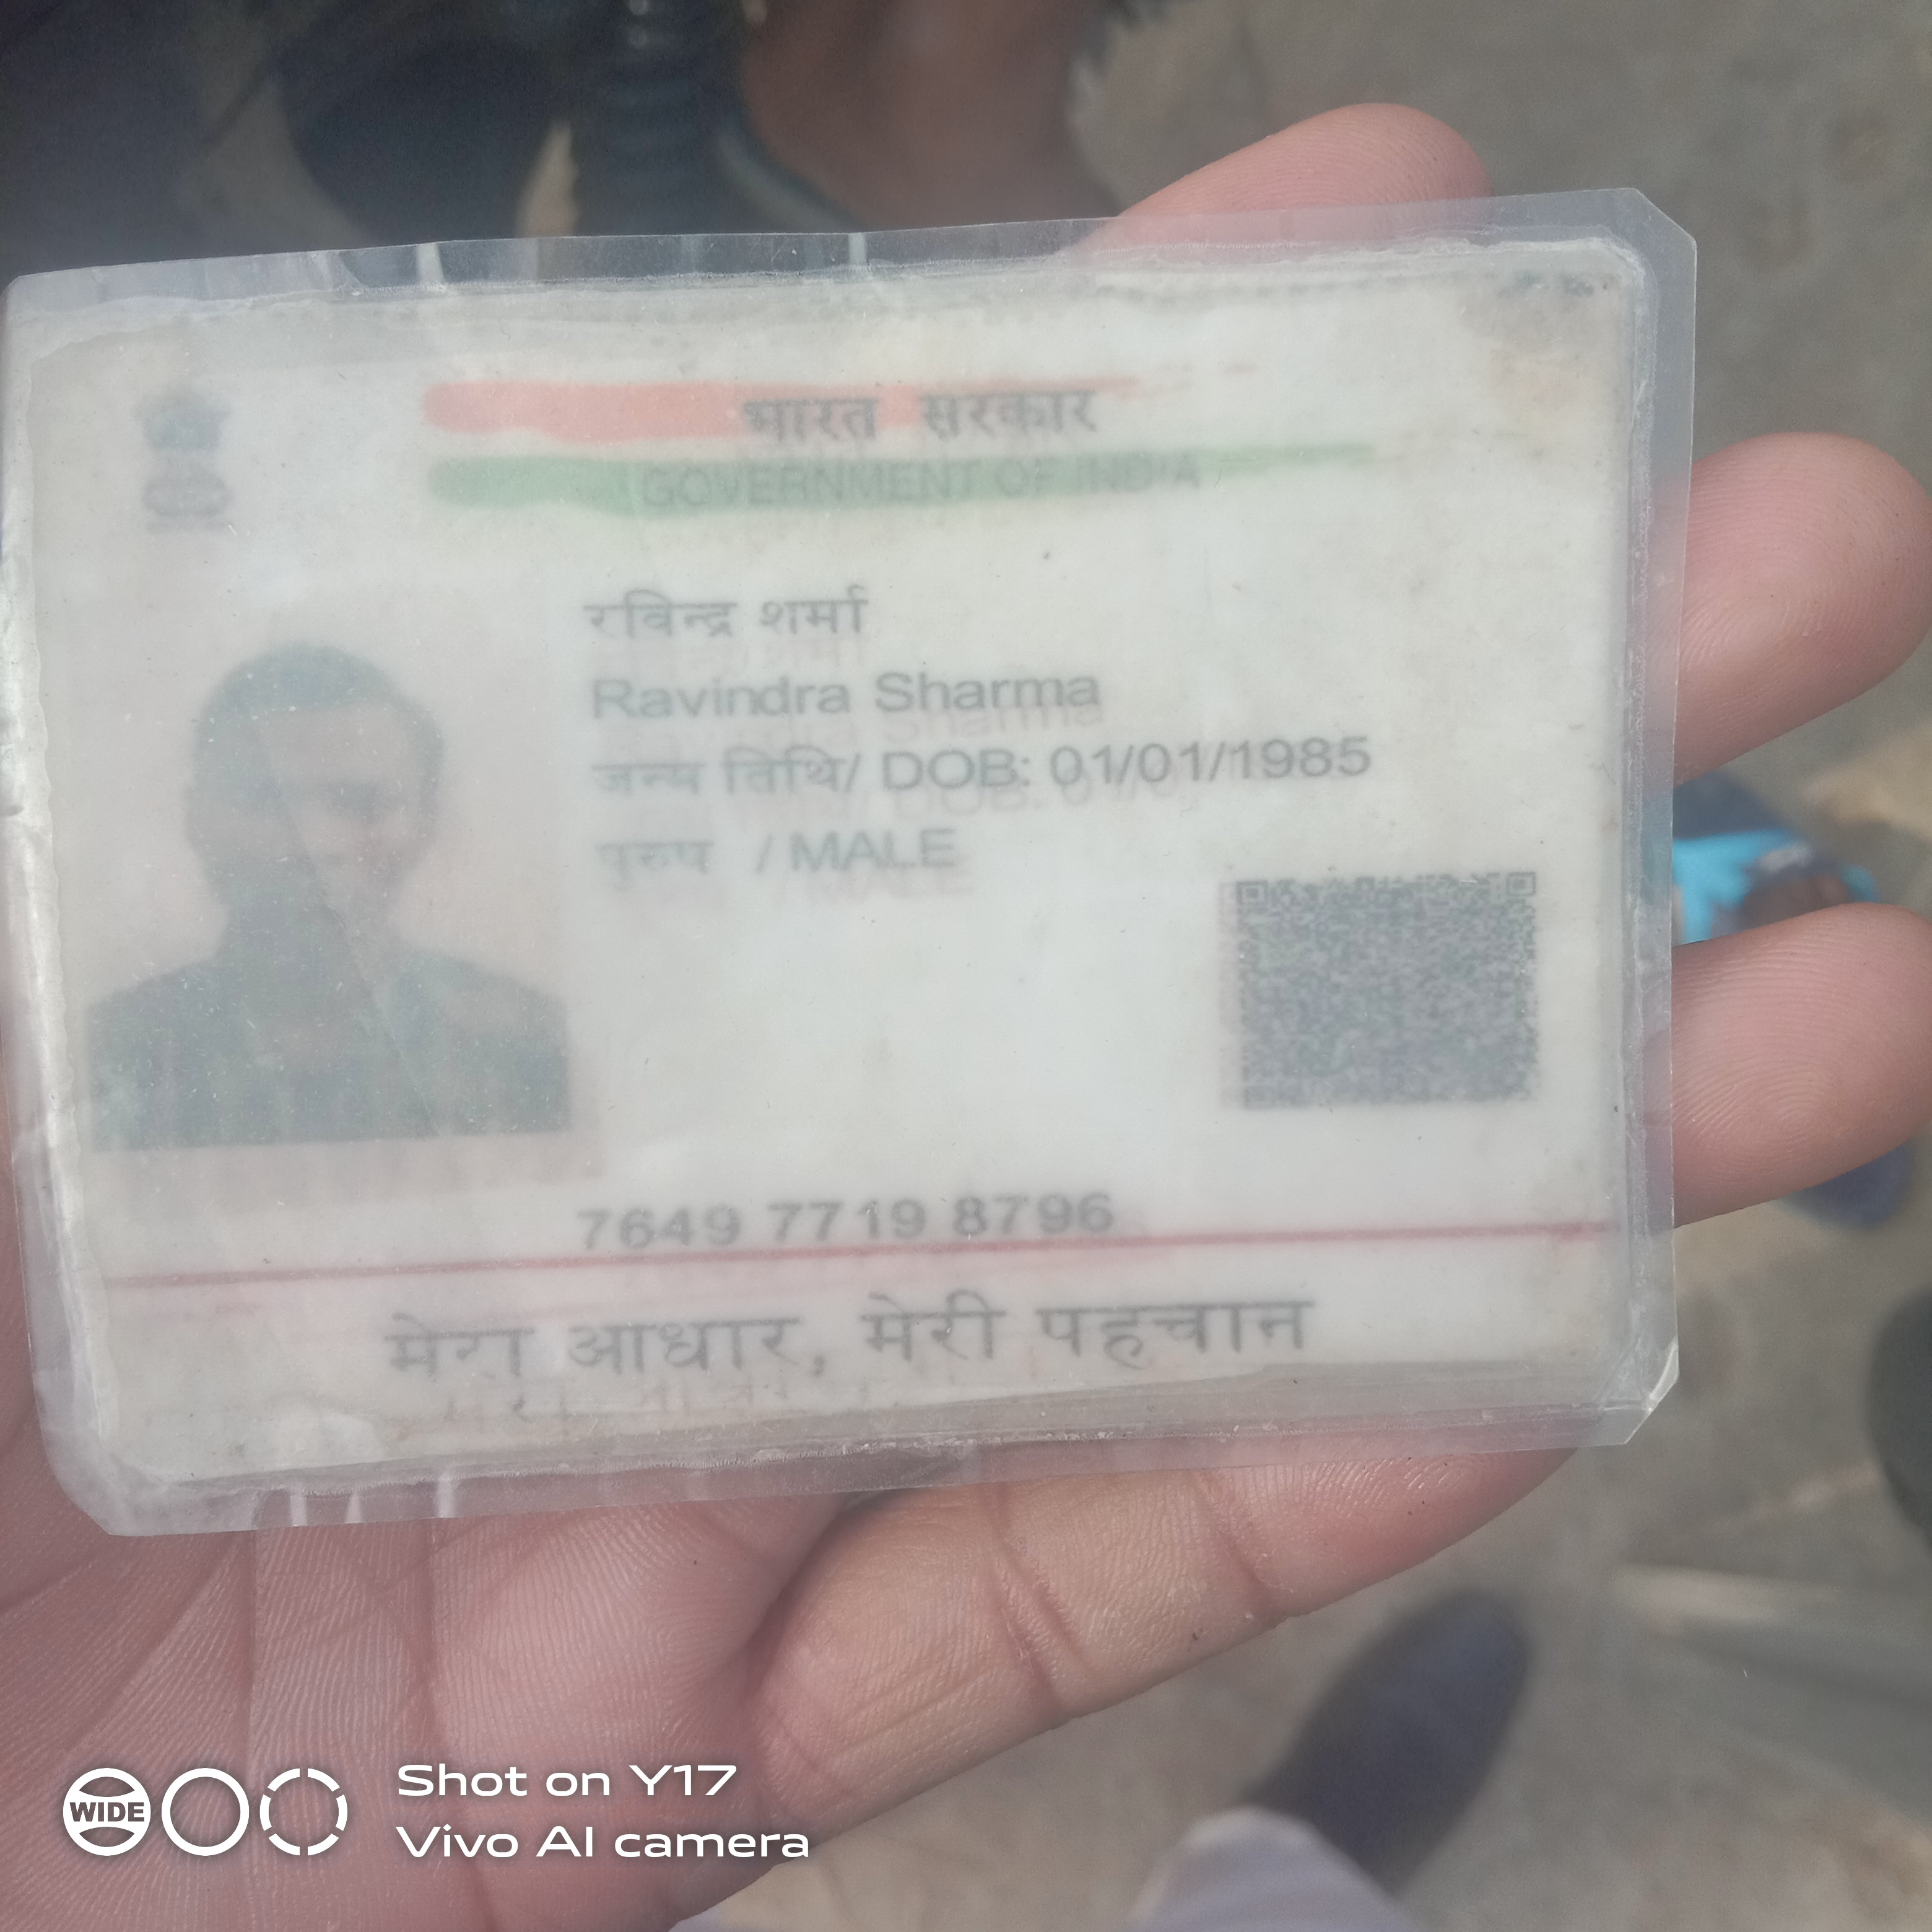 भारत सरकार
GOVERNMENT OF INDIA
रविन्द्र शर्मा
Ravindra Sharma
जन्म तिथि/ DOB: 01/01/1985
पुरुष / MALE
7649 7719 8796
मेरा आधार, मेरी पहचान
WIDE
Shot on Y17
Vivo AI camera